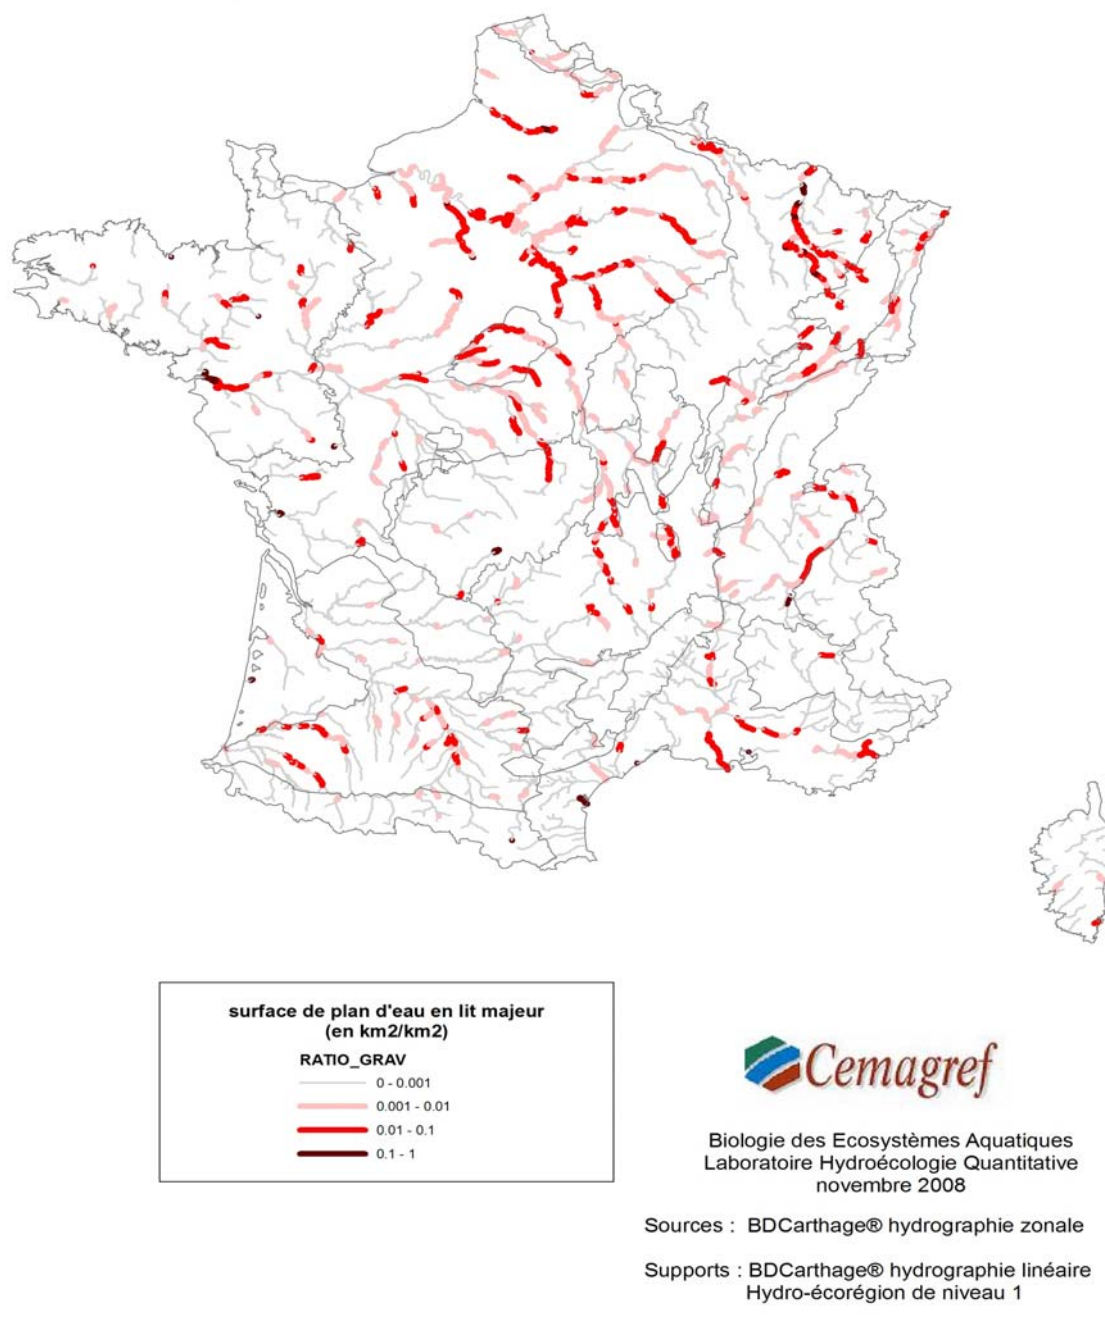 surface de plan d'eau en lit majeur
(en km2/km2)
RATIO_GRAV
0 - 0.001
0.001 - 0.01
0.01 - 0.1
0.1 - 1
Cemagref
Biologie des Ecosystèmes Aquatiques
Laboratoire Hydroécologie Quantitative
novembre 2008
Sources : BDCarthage® hydrographie zonale
Supports : BDCarthage® hydrographie linéaire
Hydro-écorégion de niveau 1